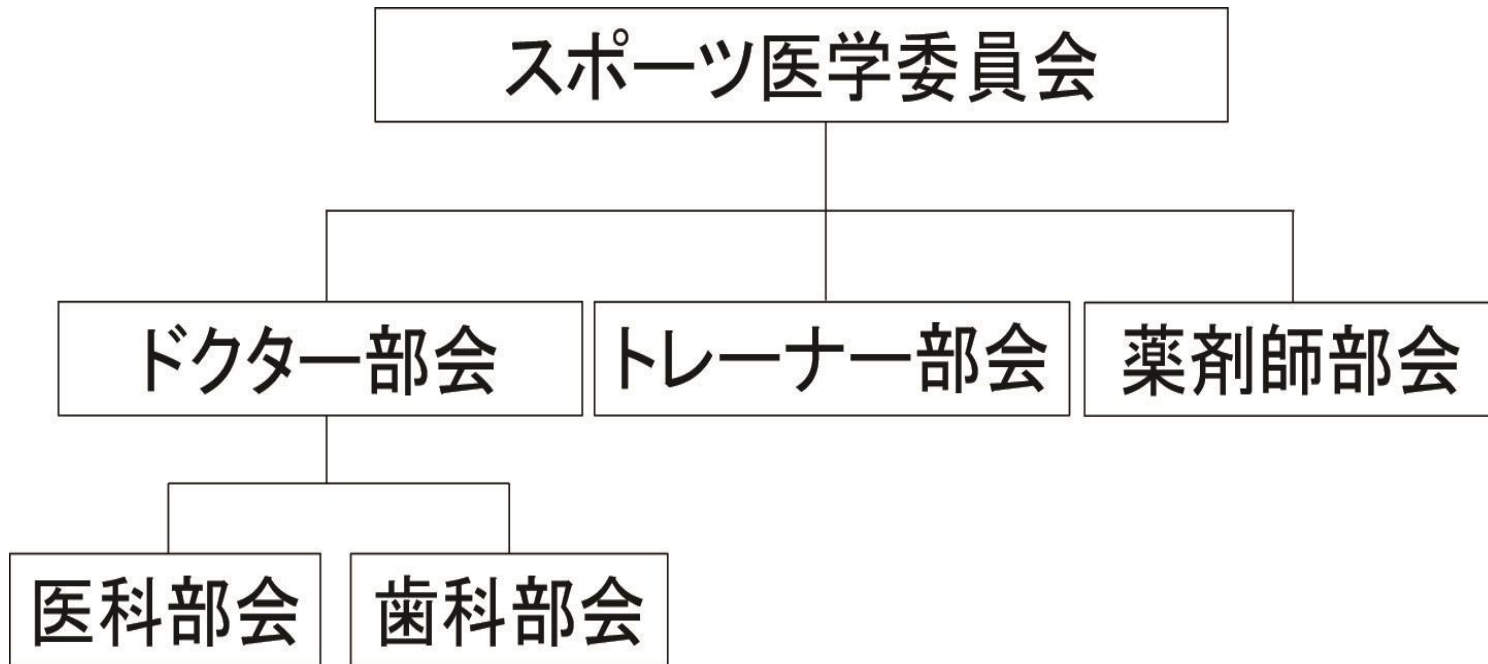 スポーツ医学委員会
ドクター部会
トレーナー部会
薬剤師部会
医科部会
歯科部会